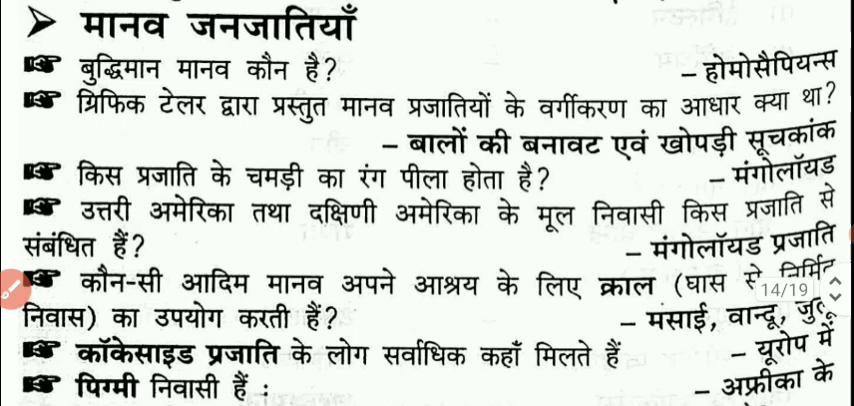 ➤ मानव जनजातियाँ
☞ बुद्धिमान मानव कौन है? – होमोसैपियन्स
☞ ग्रिफिक टेलर द्वारा प्रस्तुत मानव प्रजातियों के वर्गीकरण का आधार क्या था?
– बालों की बनावट एवं खोपड़ी सूचकांक
☞ किस प्रजाति के चमड़ी का रंग पीला होता है? – मंगोलॉयड
☞ उत्तरी अमेरिका तथा दक्षिणी अमेरिका के मूल निवासी किस प्रजाति से
संबंधित हैं? – मंगोलॉयड प्रजाति
☞ कौन-सी आदिम मानव अपने आश्रय के लिए क्राल (घास से निर्मित
14/19
निवास) का उपयोग करती हैं? – मसाई, वान्दू,
☞ कॉकेसाइड प्रजाति के लोग सर्वाधिक कहाँ मिलते हैं – यूरोप में
☞ पिग्मी निवासी हैं : – अफ्रीका के